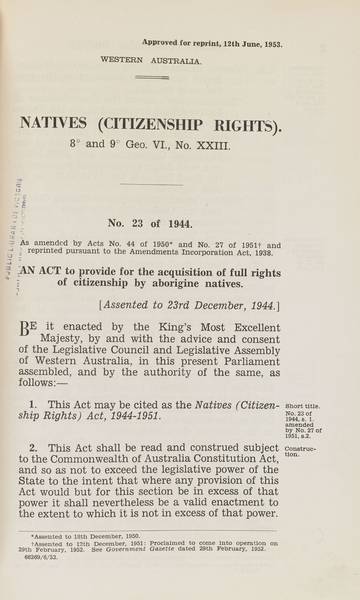 Approved for reprint, 12th June, 1953.
WESTERN AUSTRALIA.
NATIVES (CITIZENSHIP RIGHTS).
8° and 9° Geo. VI., No. XXIII.
No. 23 of 1944.
As amended by Acts No. 44 of 1950* and No. 27 of 1951† and
reprinted pursuant to the Amendments Incorporation Act, 1938.
AN ACT to provide for the acquisition of full rights
of citizenship by aborigine natives.
[Assented to 23rd December, 1944.]
BE it enacted by the King's Most Excellent
Majesty, by and with the advice and consent
of the Legislative Council and Legislative Assembly
of Western Australia, in this present Parliament
assembled, and by the authority of the same, as
follows:—
1. This Act may be cited as the Natives (Citizen-
ship Rights) Act, 1944-1951.
Short title.
No. 23 of
1944, s. 1,
amended
by No. 27 of
1951, s.2.
2. This Act shall be read and construed subject
to the Commonwealth of Australia Constitution Act,
and so as not to exceed the legislative power of the
State to the intent that where any provision of this
Act would but for this section be in excess of that
power it shall nevertheless be a valid enactment to
the extent to which it is not in excess of that power.
Construc-
tion.
*Assented to 18th December, 1950.
†Assented to 12th December, 1951: Proclaimed to come into operation on
29th February, 1952. See Government Gazette dated 29th February, 1952.
66269/6/53.
PUBLIC LIBRARY OF VICTORIA